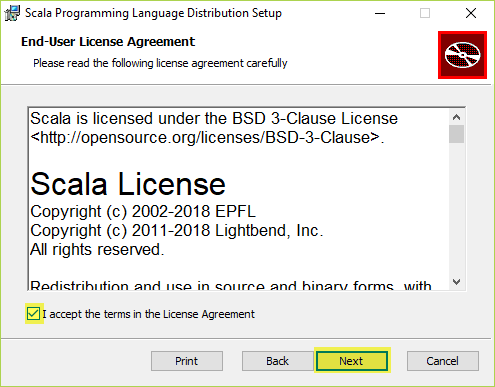 Scala Programming Language Distribution Setup
End-User License Agreement
Please read the following license agreement carefully
Scala is licensed under the BSD 3-Clause License
<http://opensource.org/licenses/BSD-3-Clause>.
Scala License
Copyright (c) 2002-2018 EPFL
Copyright (c) 2011-2018 Lightbend, Inc.
All rights reserved.
Redistribution and use in source and binary forms, with
I accept the terms in the License Agreement
Print Back Next Cancel